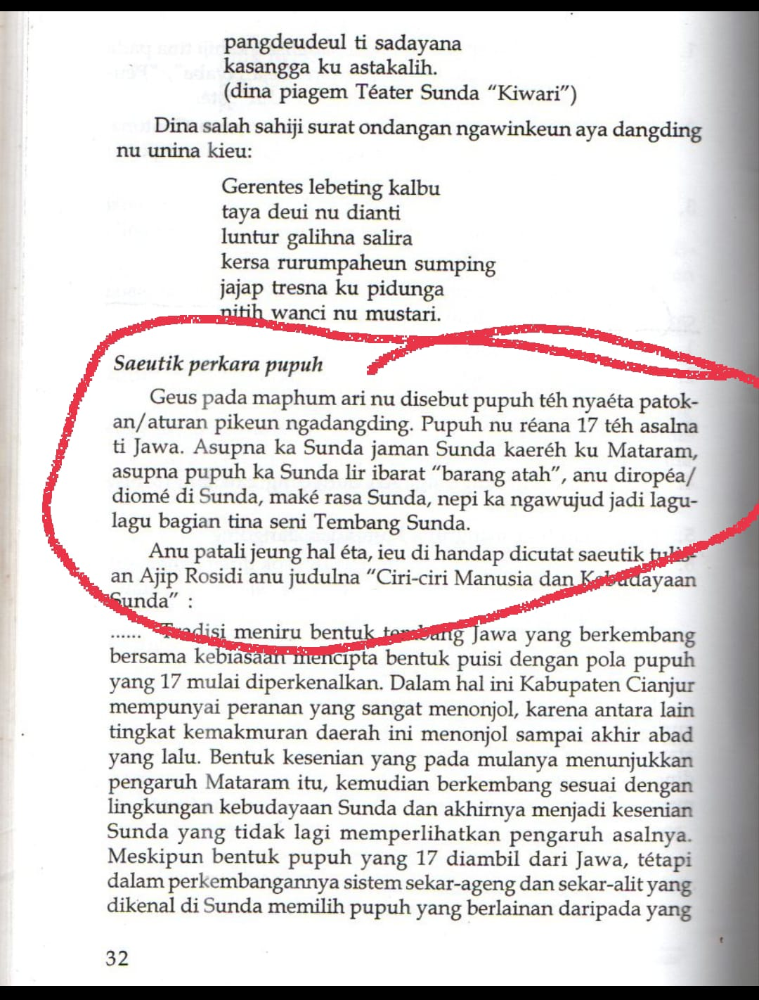 pangdeudeul ti sadayana
kasangga ku astakalih.
(dina piagem Téater Sunda “Kiwari”)
Dina salah sahiji surat ondangan ngawinkeun aya dangding
nu unina kieu:
Gerentes lebeting kalbu
taya deui nu dianti
luntur galihna salira
kersa rurumpaheun sumping
jajap tresna ku pidunga
nitih wanci nu mustari.
Saeutik perkara pupuh
Geus pada maphum ari nu disebut pupuh téh nyaéta patok-
an/aturan pikeun ngadangding. Pupuh nu réana 17 téh asalna
ti Jawa. Asupna ka Sunda jaman Sunda kaeréh ku Mataram,
asupna pupuh ka Sunda lir ibarat “barang atah”, anu diropéa/
diomé di Sunda, maké rasa Sunda, nepi ka ngawujud jadi lagu-
lagu bagian tina seni Tembang Sunda.
Anu patali jeung hal éta, ieu di handap dicutat saeutik tulis-
an Ajip Rosidi anu judulna “Ciri-ciri Manusia dan Kebudayaan
Sunda” :
...... “Tradisi meniru bentuk tembang Jawa yang berkembang
bersama kebiasaan mencipta bentuk puisi dengan pola pupuh
yang 17 mulai diperkenalkan. Dalam hal ini Kabupaten Cianjur
mempunyai peranan yang sangat menonjol, karena antara lain
tingkat kemakmuran daerah ini menonjol sampai akhir abad
yang lalu. Bentuk kesenian yang pada mulanya menunjukkan
pengaruh Mataram itu, kemudian berkembang sesuai dengan
lingkungan kebudayaan Sunda dan akhirnya menjadi kesenian
Sunda yang tidak lagi memperlihatkan pengaruh asalnya.
Meskipun bentuk pupuh yang 17 diambil dari Jawa, tétapi
dalam perkembangannya sistem sekar-ageng dan sekar-alit yang
dikenal di Sunda memilih pupuh yang berlainan daripada yang
32